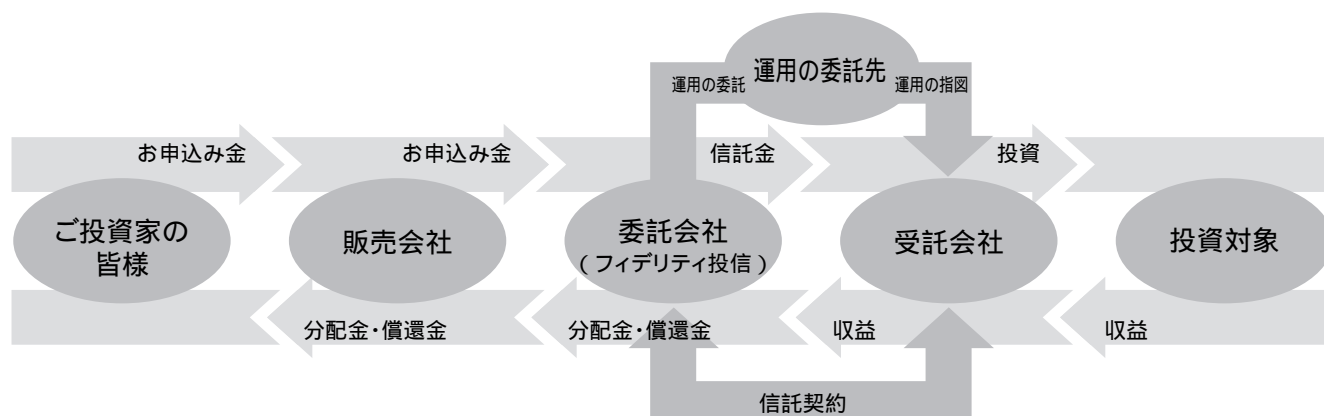 運用の委託先
運用の委託
運用の指図
お申込み金
お申込み金
信託金
投資
ご投資家の
皆様
販売会社
委託会社
(フィデリティ投信)
受託会社
投資対象
分配金・償還金
分配金・償還金
収益
収益
信託契約